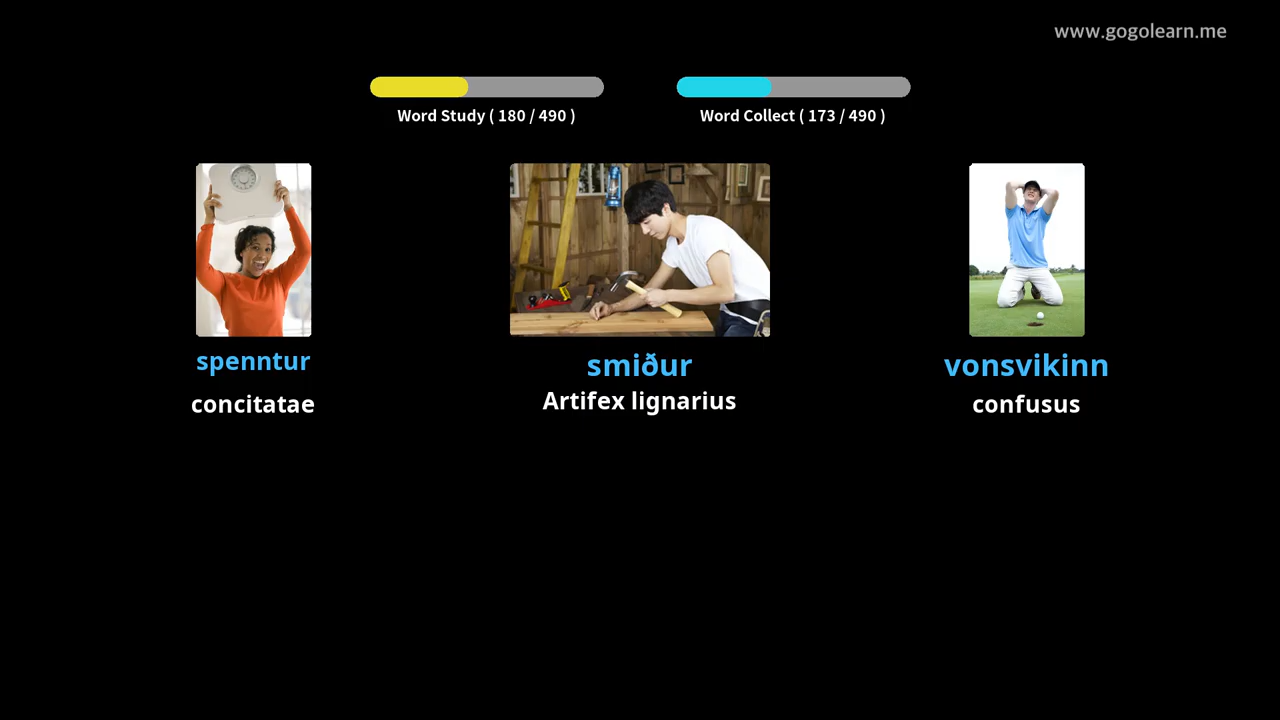 www.gogolearn.me
Word Study ( 180 / 490 )
Word Collect ( 173 / 490 )
spenntur
smiður
vonsvikinn
concitatae
Artifex lignarius
confusus